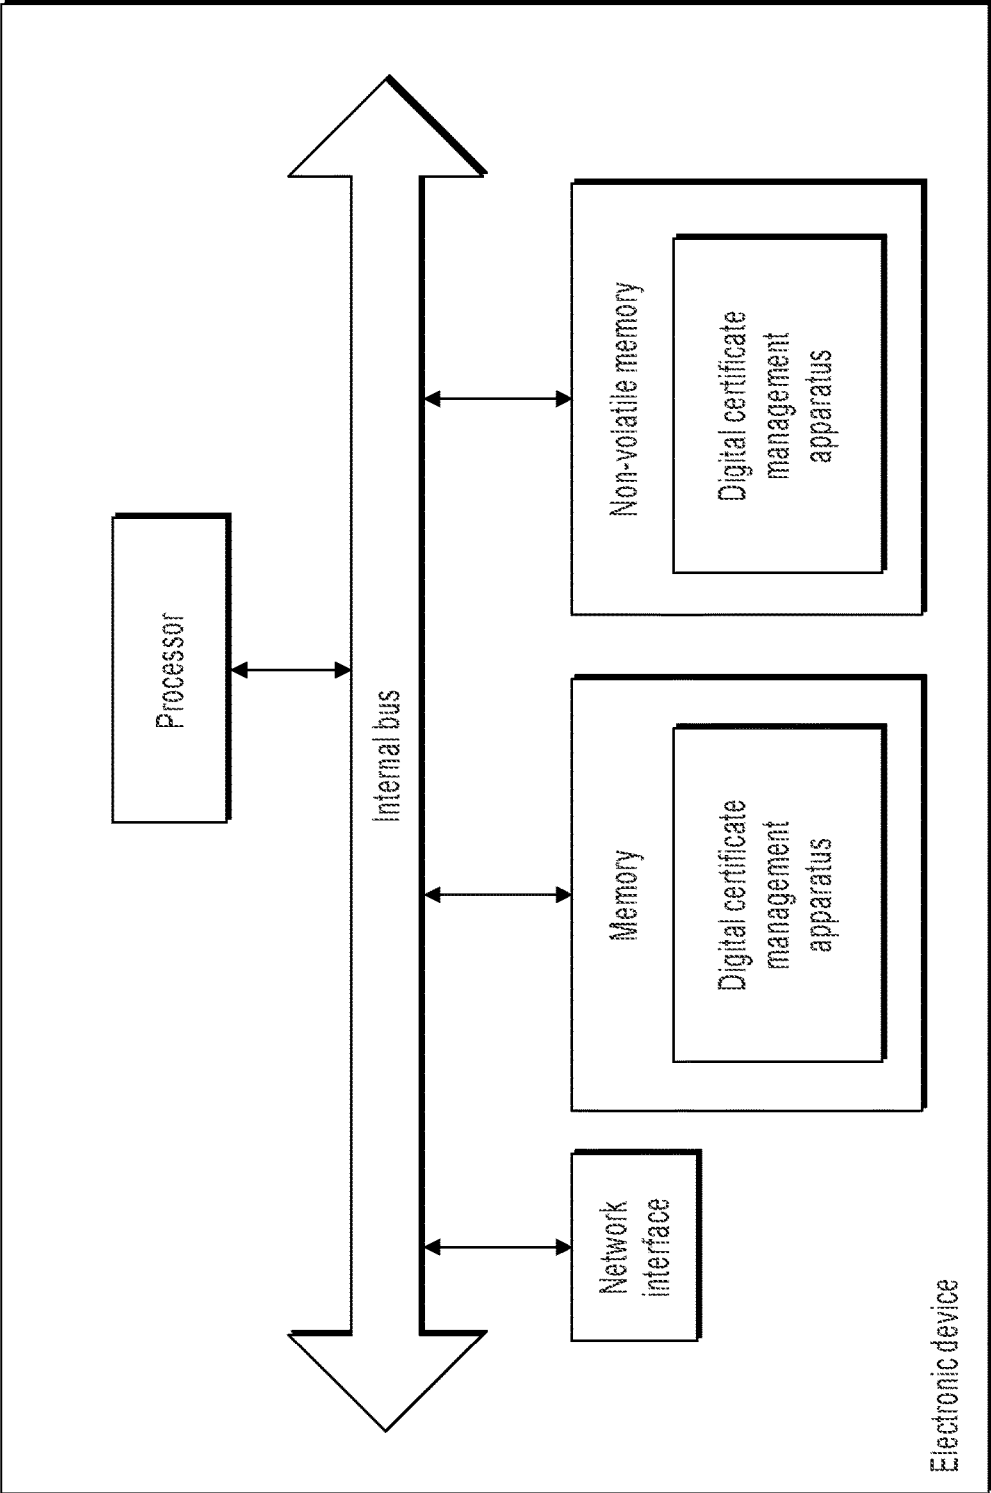 Processor
Internal bus
Network
interface
Memory
Digital certificate
management
apparatus
Non-volatile memory
Digital certificate
management
apparatus
Electronic device